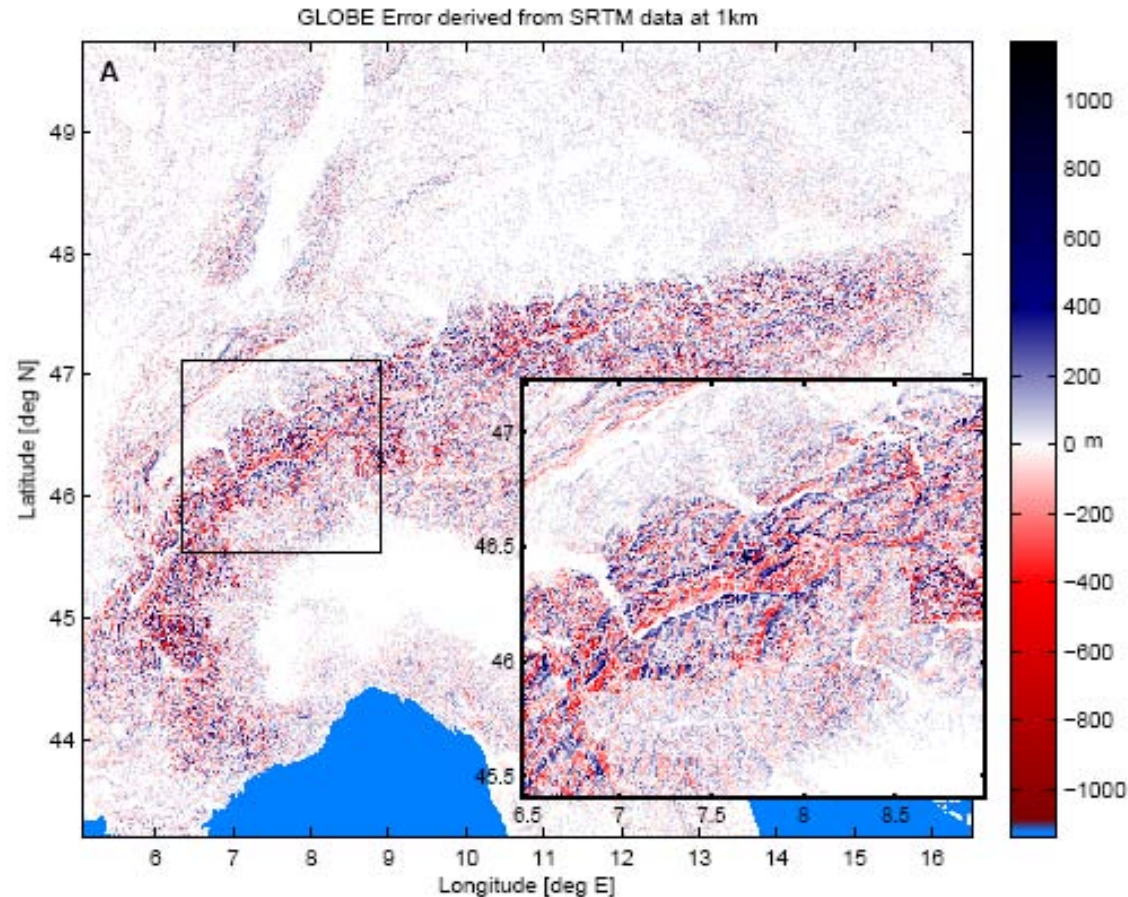 GLOBE Error derived from SRTM data at 1km
A
49
48
47
46
45
44
Latitude [deg N]
6 7 8 9 10 11 12 13 14 15 16
Longitude [deg E]
47
46.5
46
45.5
6.5 7 7.5 8 8.5
1000
800
600
400
200
0 m
−200
−400
−600
−800
−1000